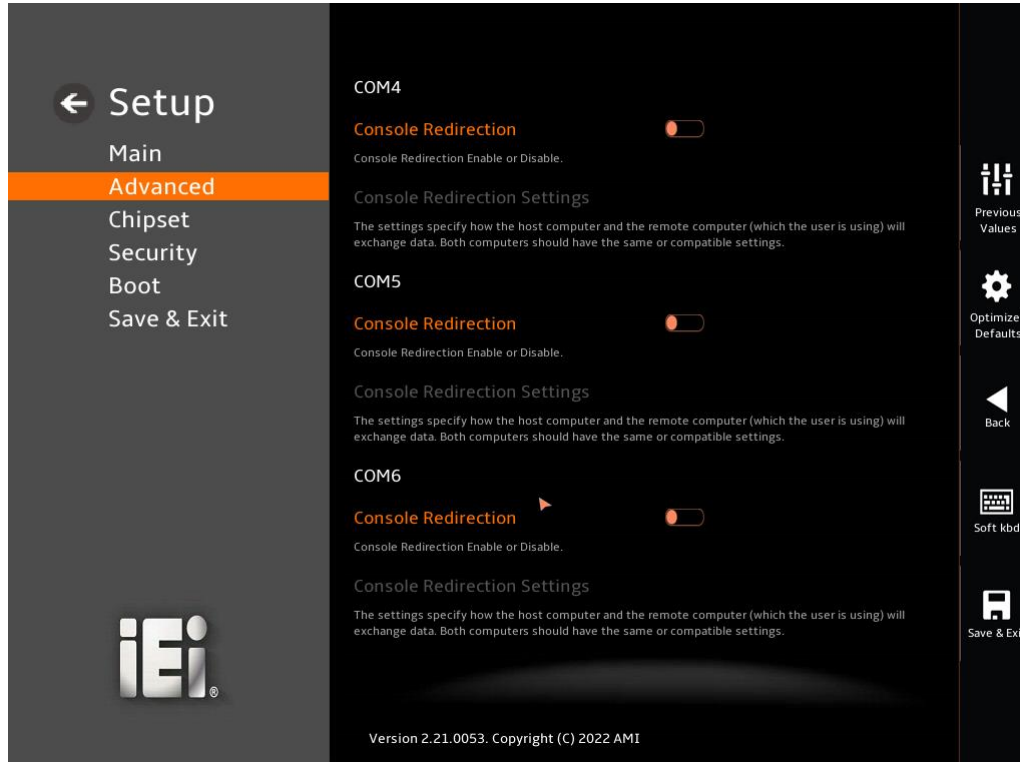 Setup
Main
Advanced
Chipset
Security
Boot
Save & Exit
iEi®
COM4
Console Redirection
Console Redirection Enable or Disable.
Console Redirection Settings
The settings specify how the host computer and the remote computer (which the user is using) will
exchange data. Both computers should have the same or compatible settings.
COM5
Console Redirection
Console Redirection Enable or Disable.
Console Redirection Settings
The settings specify how the host computer and the remote computer (which the user is using) will
exchange data. Both computers should have the same or compatible settings.
COM6
Console Redirection
Console Redirection Enable or Disable.
Console Redirection Settings
The settings specify how the host computer and the remote computer (which the user is using) will
exchange data. Both computers should have the same or compatible settings.
Version 2.21.0053. Copyright (C) 2022 AMI
Previous
Values
Optimize
Defaults
Back
Soft kbd
Save & Exi